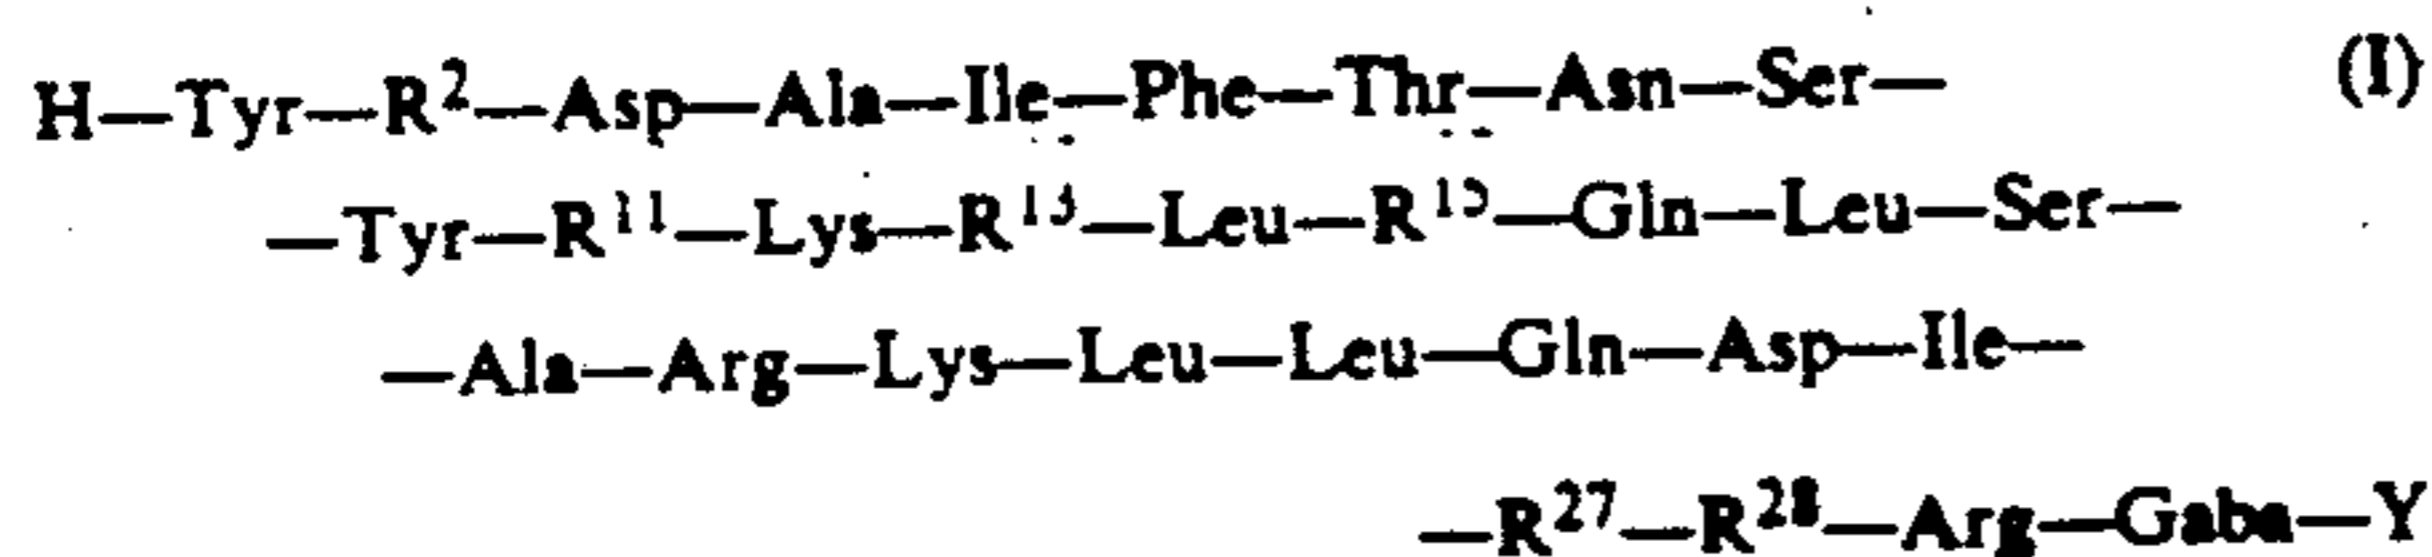 H—Tyr—R²—Asp—Ala—Ile—Phe—Thr—Asn—Ser— (I)
—Tyr—R¹¹—Lys—R¹³—Leu—R¹⁵—Gln—Leu—Ser—
—Ala—Arg—Lys—Leu—Leu—Gln—Asp—Ile—
—R²⁷—R²⁸—Arg—Gaba—Y